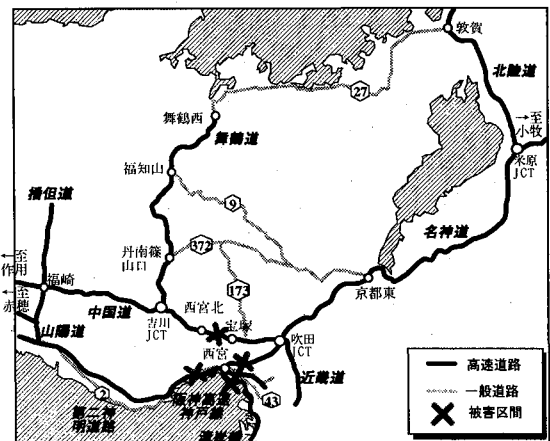 敦賀
北陸道
27
舞鶴西
舞鶴道
→至
小牧
米原
JCT
福知山
播但道
9
名神道
372
丹南篠
山口
←至
作用
福崎
京都東
173
←至
赤穂
中国道
西宮北
吉川
JCT
宝塚
吹田
JCT
山陽道
西宮
近畿道
2
阪神高速
神戸線
43
第二神
明道路
湾岸線
高速道路
一般道路
被害区間